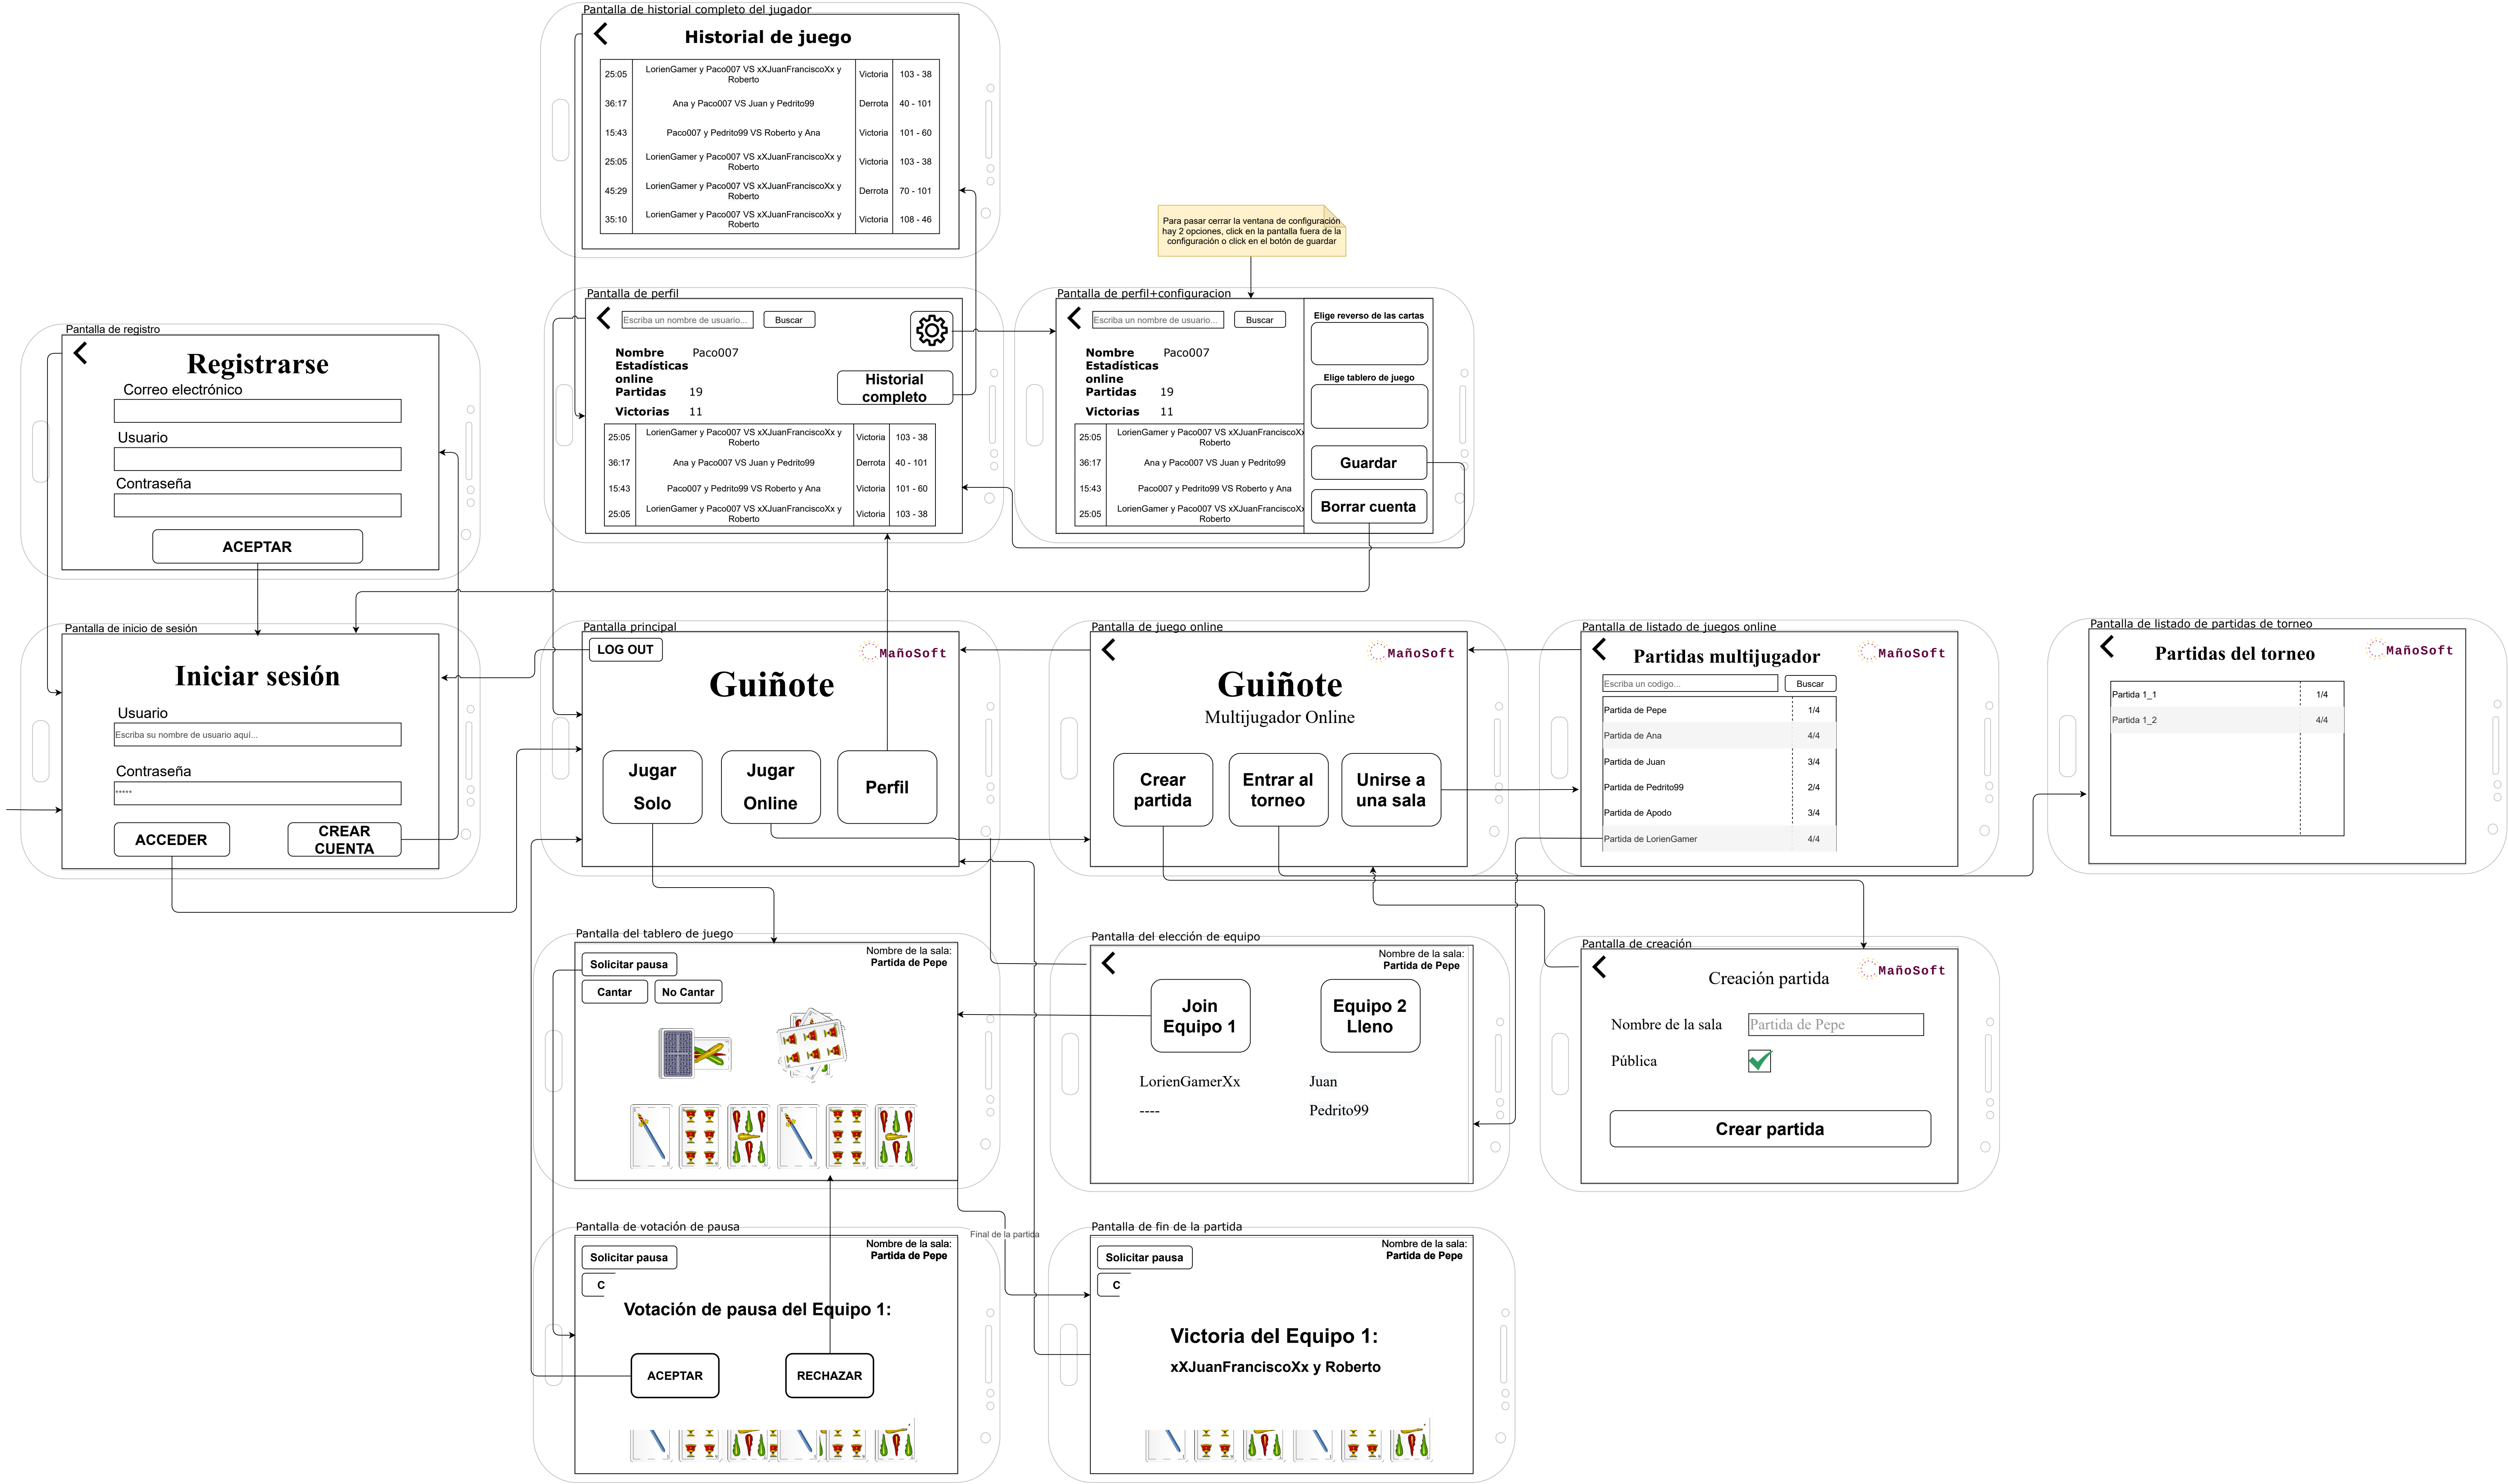 Pantalla de historial completo del jugador
Historial de juego
25:05 LorienGamer y Paco007 VS xXJuanFranciscoXx y Victoria 103 - 38
Roberto
36:17 Ana y Paco007 VS Juan y Pedrito99 Derrota 40 - 101
15:43 Paco007 y Pedrito99 VS Roberto y Ana Victoria 101 - 60
25:05 LorienGamer y Paco007 VS xXJuanFranciscoXx y Victoria 103 - 38
Roberto
45:29 LorienGamer y Paco007 VS xXJuanFranciscoXx y Derrota 70 - 101
Roberto
35:10 LorienGamer y Paco007 VS xXJuanFranciscoXx y Victoria 108 - 46
Roberto
Para pasar cerrar la ventana de configuración
hay 2 opciones, click en la pantalla fuera de la
configuración o click en el botón de guardar
Pantalla de registro
Registrarse
Correo electrónico
Usuario
Contraseña
ACEPTAR
Pantalla de perfil
Escriba un nombre de usuario... Buscar
Nombre Paco007
Estadísticas
online
Partidas 19
Victorias 11
Historial
completo
25:05 LorienGamer y Paco007 VS xXJuanFranciscoXx y Victoria 103 - 38
Roberto
36:17 Ana y Paco007 VS Juan y Pedrito99 Derrota 40 - 101
15:43 Paco007 y Pedrito99 VS Roberto y Ana Victoria 101 - 60
25:05 LorienGamer y Paco007 VS xXJuanFranciscoXx y Victoria 103 - 38
Roberto
Pantalla de perfil+configuracion
Escriba un nombre de usuario... Buscar
Nombre Paco007
Estadísticas
online
Partidas 19
Victorias 11
25:05 LorienGamer y Paco007 VS xXJuanFranciscoXx
Roberto
36:17 Ana y Paco007 VS Juan y Pedrito99
15:43 Paco007 y Pedrito99 VS Roberto y Ana
25:05 LorienGamer y Paco007 VS xXJuanFranciscoXx
Roberto
Elige reverso de las cartas
Elige tablero de juego
Guardar
Borrar cuenta
Pantalla de inicio de sesión
Iniciar sesión
Usuario
Escriba su nombre de usuario aquí...
Contraseña
*****
ACCEDER
CREAR
CUENTA
Pantalla principal
LOG OUT
MañoSoft
Guiñote
Jugar
Solo
Jugar
Online
Perfil
Pantalla de juego online
MañoSoft
Guiñote
Multijugador Online
Crear
partida
Entrar al
torneo
Unirse a
una sala
Pantalla de listado de juegos online
Partidas multijugador
MañoSoft
Escriba un codigo... Buscar
Partida de Pepe 1/4
Partida de Ana 4/4
Partida de Juan 3/4
Partida de Pedrito99 2/4
Partida de Apodo 3/4
Partida de LorienGamer 4/4
Pantalla de listado de partidas de torneo
Partidas del torneo
MañoSoft
Partida 1_1 1/4
Partida 1_2 4/4
Pantalla del tablero de juego
Solicitar pausa
Cantar No Cantar
Nombre de la sala:
Partida de Pepe
Pantalla del elección de equipo
Nombre de la sala:
Partida de Pepe
Join
Equipo 1
Equipo 2
Lleno
LorienGamerXx Juan
---- Pedrito99
Pantalla de creación
MañoSoft
Creación partida
Nombre de la sala Partida de Pepe
Pública
Crear partida
Pantalla de votación de pausa
Solicitar pausa
C
Nombre de la sala:
Partida de Pepe
Votación de pausa del Equipo 1:
ACEPTAR RECHAZAR
Final de la partida
Pantalla de fin de la partida
Solicitar pausa
C
Nombre de la sala:
Partida de Pepe
Victoria del Equipo 1:
xXJuanFranciscoXx y Roberto